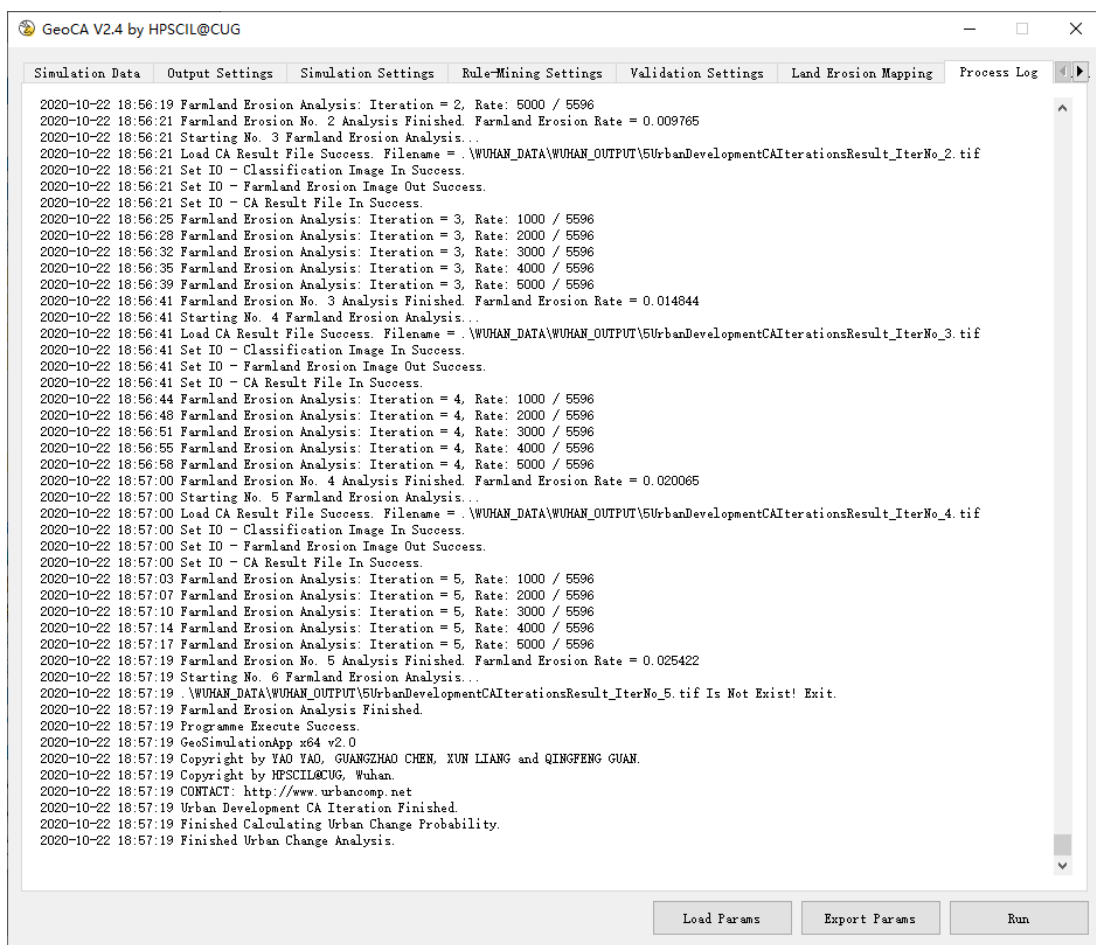 GeoCA V2.4 by HPSCIL@CUG
Simulation Data Output Settings Simulation Settings Rule-Mining Settings Validation Settings Land Erosion Mapping Process Log
2020-10-22 18:56:19 Farmland Erosion Analysis: Iteration = 2, Rate: 5000 / 5596
2020-10-22 18:56:21 Farmland Erosion No. 2 Analysis Finished. Farmland Erosion Rate = 0.009765
2020-10-22 18:56:21 Starting No. 3 Farmland Erosion Analysis...
2020-10-22 18:56:21 Load CA Result File Success. Filename = .\WUHAN_DATA\WUHAN_OUTPUT\5UrbanDevelopmentCAIterationsResult_IterNo_2.tif
2020-10-22 18:56:21 Set IO - Classification Image In Success.
2020-10-22 18:56:21 Set IO - Farmland Erosion Image Out Success.
2020-10-22 18:56:21 Set IO - CA Result File In Success.
2020-10-22 18:56:25 Farmland Erosion Analysis: Iteration = 3, Rate: 1000 / 5596
2020-10-22 18:56:28 Farmland Erosion Analysis: Iteration = 3, Rate: 2000 / 5596
2020-10-22 18:56:32 Farmland Erosion Analysis: Iteration = 3, Rate: 3000 / 5596
2020-10-22 18:56:35 Farmland Erosion Analysis: Iteration = 3, Rate: 4000 / 5596
2020-10-22 18:56:39 Farmland Erosion Analysis: Iteration = 3, Rate: 5000 / 5596
2020-10-22 18:56:41 Farmland Erosion No. 3 Analysis Finished. Farmland Erosion Rate = 0.014844
2020-10-22 18:56:41 Starting No. 4 Farmland Erosion Analysis...
2020-10-22 18:56:41 Load CA Result File Success. Filename = .\WUHAN_DATA\WUHAN_OUTPUT\5UrbanDevelopmentCAIterationsResult_IterNo_3.tif
2020-10-22 18:56:41 Set IO - Classification Image In Success.
2020-10-22 18:56:41 Set IO - Farmland Erosion Image Out Success.
2020-10-22 18:56:41 Set IO - CA Result File In Success.
2020-10-22 18:56:44 Farmland Erosion Analysis: Iteration = 4, Rate: 1000 / 5596
2020-10-22 18:56:48 Farmland Erosion Analysis: Iteration = 4, Rate: 2000 / 5596
2020-10-22 18:56:51 Farmland Erosion Analysis: Iteration = 4, Rate: 3000 / 5596
2020-10-22 18:56:55 Farmland Erosion Analysis: Iteration = 4, Rate: 4000 / 5596
2020-10-22 18:56:58 Farmland Erosion Analysis: Iteration = 4, Rate: 5000 / 5596
2020-10-22 18:57:00 Farmland Erosion No. 4 Analysis Finished. Farmland Erosion Rate = 0.020065
2020-10-22 18:57:00 Starting No. 5 Farmland Erosion Analysis...
2020-10-22 18:57:00 Load CA Result File Success. Filename = .\WUHAN_DATA\WUHAN_OUTPUT\5UrbanDevelopmentCAIterationsResult_IterNo_4.tif
2020-10-22 18:57:00 Set IO - Classification Image In Success.
2020-10-22 18:57:00 Set IO - Farmland Erosion Image Out Success.
2020-10-22 18:57:00 Set IO - CA Result File In Success.
2020-10-22 18:57:03 Farmland Erosion Analysis: Iteration = 5, Rate: 1000 / 5596
2020-10-22 18:57:07 Farmland Erosion Analysis: Iteration = 5, Rate: 2000 / 5596
2020-10-22 18:57:10 Farmland Erosion Analysis: Iteration = 5, Rate: 3000 / 5596
2020-10-22 18:57:14 Farmland Erosion Analysis: Iteration = 5, Rate: 4000 / 5596
2020-10-22 18:57:17 Farmland Erosion Analysis: Iteration = 5, Rate: 5000 / 5596
2020-10-22 18:57:19 Farmland Erosion No. 5 Analysis Finished. Farmland Erosion Rate = 0.025422
2020-10-22 18:57:19 Starting No. 6 Farmland Erosion Analysis...
2020-10-22 18:57:19 .\WUHAN_DATA\WUHAN_OUTPUT\5UrbanDevelopmentCAIterationsResult_IterNo_5.tif Is Not Exist! Exit.
2020-10-22 18:57:19 Farmland Erosion Analysis Finished.
2020-10-22 18:57:19 Programme Execute Success.
2020-10-22 18:57:19 GeoSimulationApp x64 v2.0
2020-10-22 18:57:19 Copyright by YAO YAO, GUANGZHAO CHEN, XUN LIANG and QINGFENG GUAN.
2020-10-22 18:57:19 Copyright by HPSCIL@CUG, Wuhan.
2020-10-22 18:57:19 CONTACT: http://www.urbancomp.net
2020-10-22 18:57:19 Urban Development CA Iteration Finished.
2020-10-22 18:57:19 Finished Calculating Urban Change Probability.
2020-10-22 18:57:19 Finished Urban Change Analysis.
Load Params Export Params Run